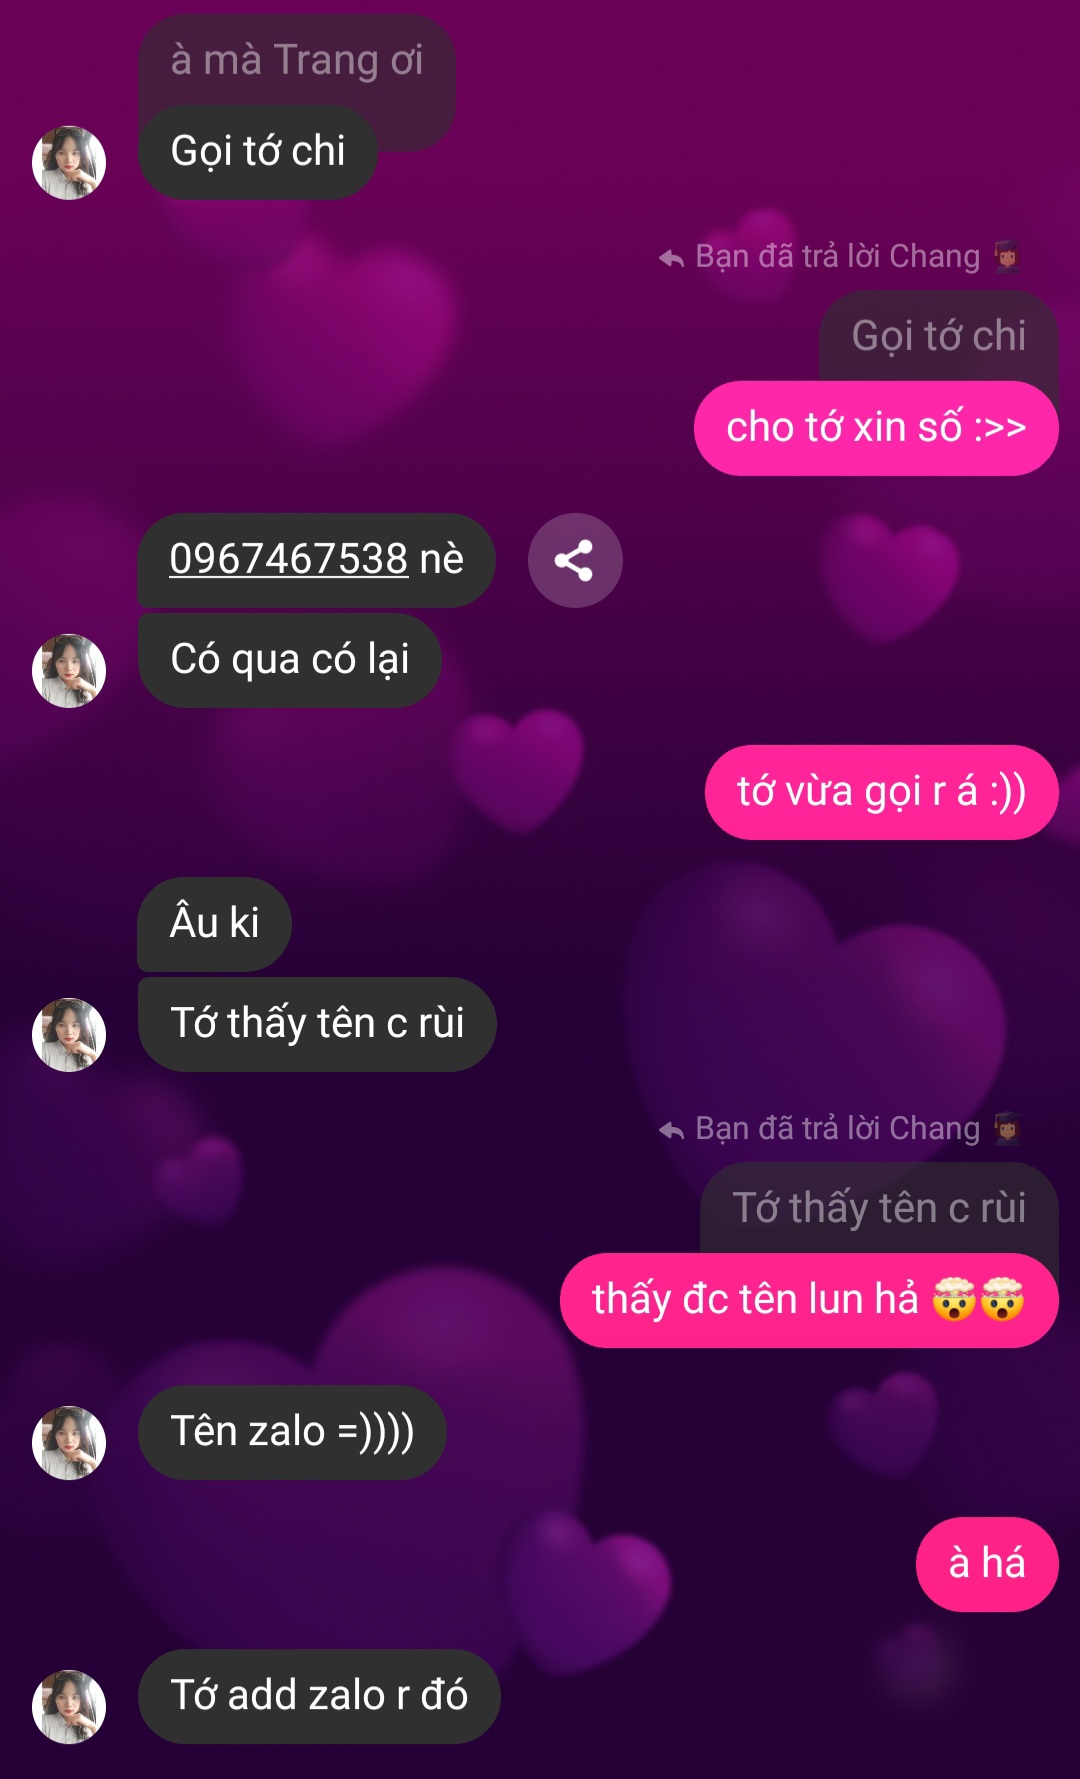 à mà Trang ơi
Gọi tớ chi
Bạn đã trả lời Chang 👩🏾‍🎓
Gọi tớ chi
cho tớ xin số :>>
0967467538 nè
Có qua có lại
tớ vừa gọi r á :))
Âu ki
Tớ thấy tên c rùi
Bạn đã trả lời Chang 👩🏾‍🎓
Tớ thấy tên c rùi
thấy đc tên lun hả 🤯🤯
Tên zalo =))))
à há
Tớ add zalo r đó